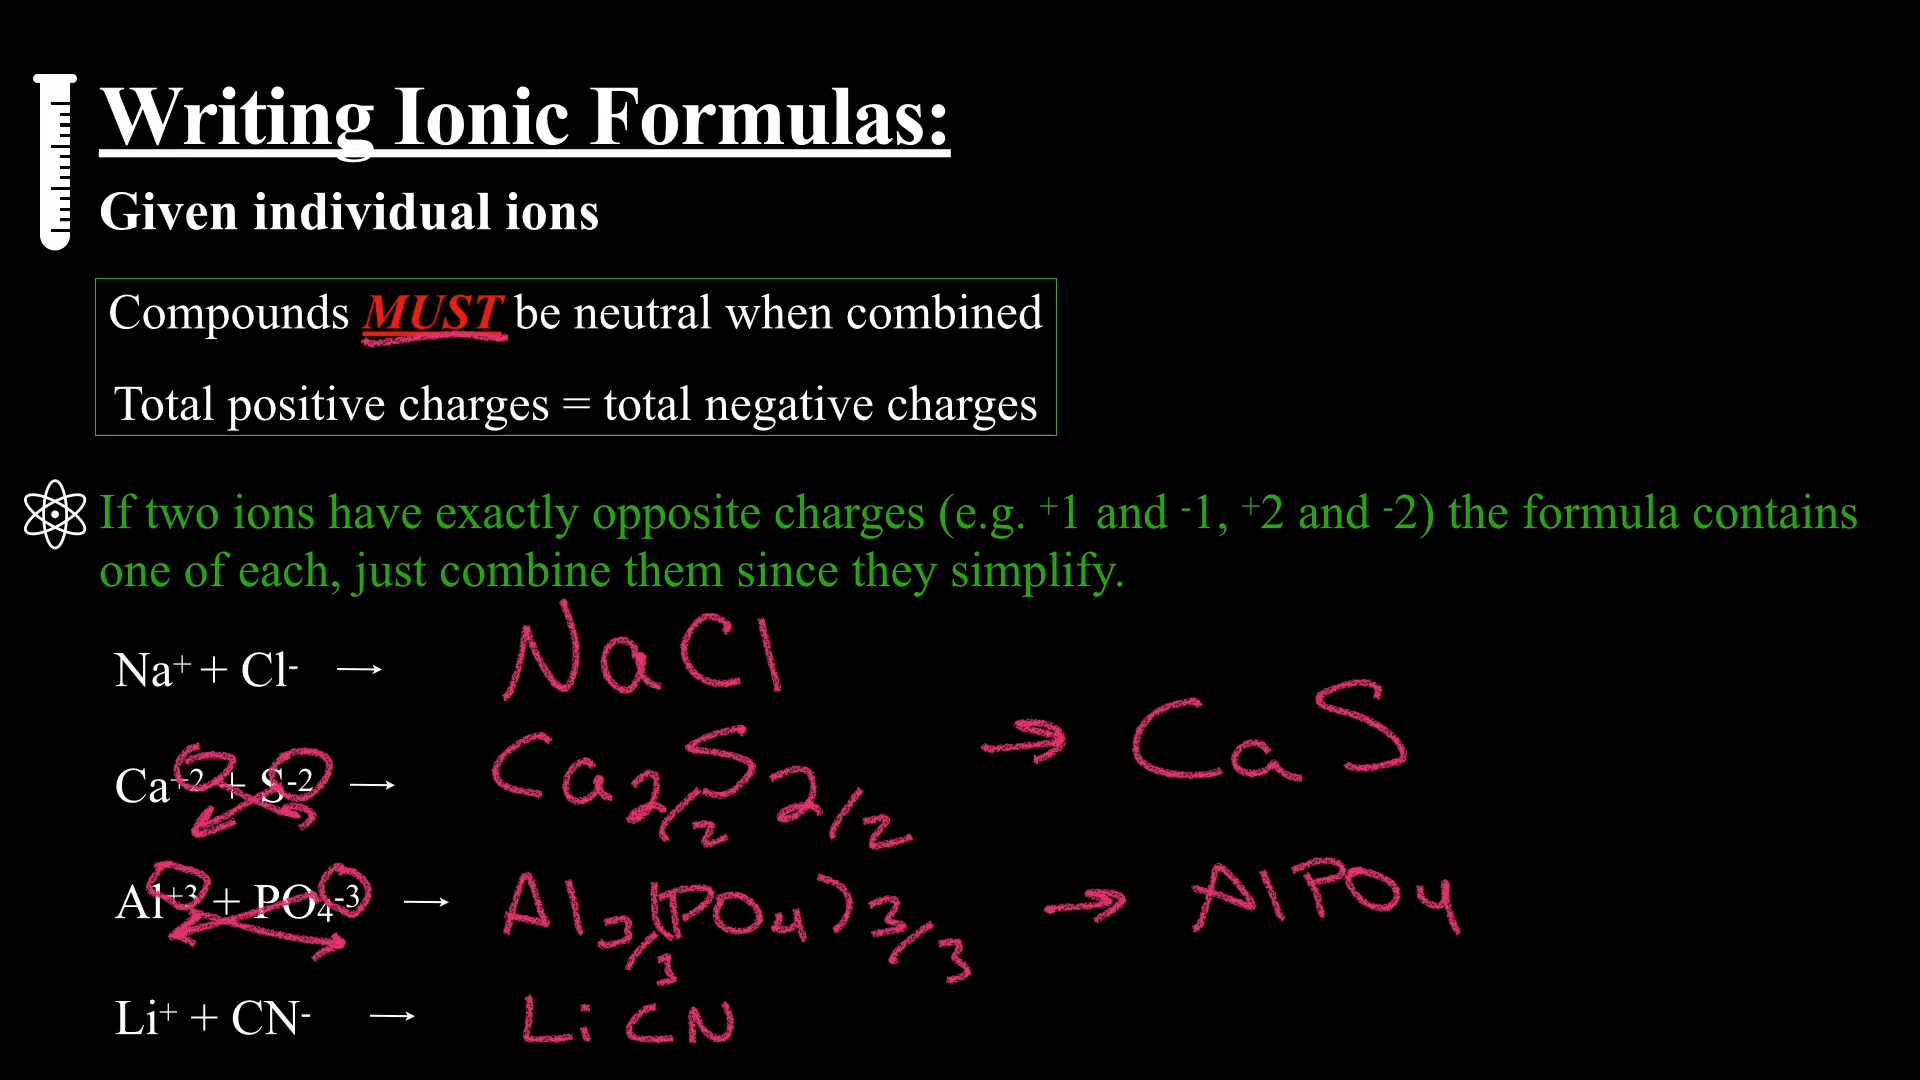 Writing Ionic Formulas:
Given individual ions
Compounds MUST be neutral when combined
Total positive charges = total negative charges
If two ions have exactly opposite charges (e.g. ⁺1 and ⁻1, ⁺2 and ⁻2) the formula contains
one of each, just combine them since they simplify.
Na⁺ + Cl⁻ → NaCl
Ca⁺² + S⁻² → Ca₂/₂S₂/₂ → CaS
Al⁺³ + PO₄⁻³ → Al₃/₃(PO₄)₃/₃ → AlPO₄
Li⁺ + CN⁻ → LiCN